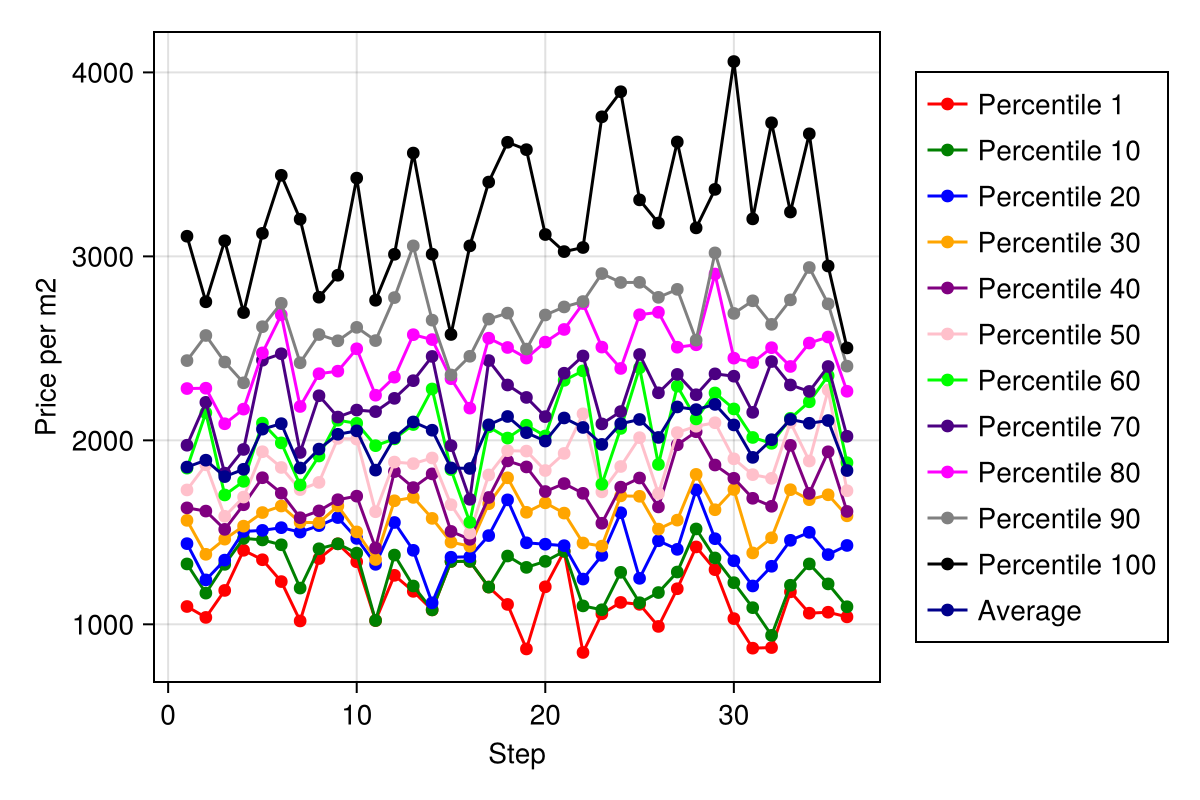 4000
3000
2000
1000
Price per m2
0 10 20 30
Step
Percentile 1
Percentile 10
Percentile 20
Percentile 30
Percentile 40
Percentile 50
Percentile 60
Percentile 70
Percentile 80
Percentile 90
Percentile 100
Average